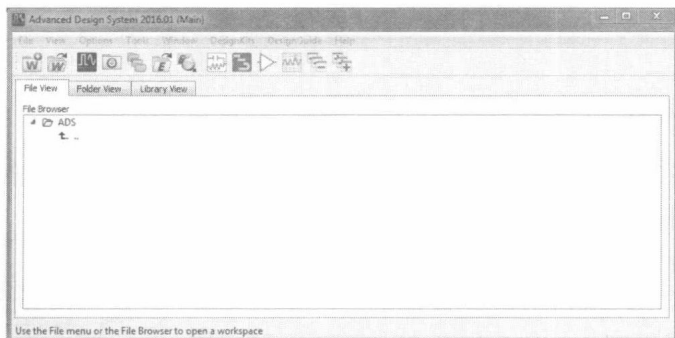 Advanced Design System 2016.01 (Main)
File View Options Tools Window DesignKits DesignGuide Help
File View Folder View Library View
File Browser
ADS
..
Use the File menu or the File Browser to open a workspace